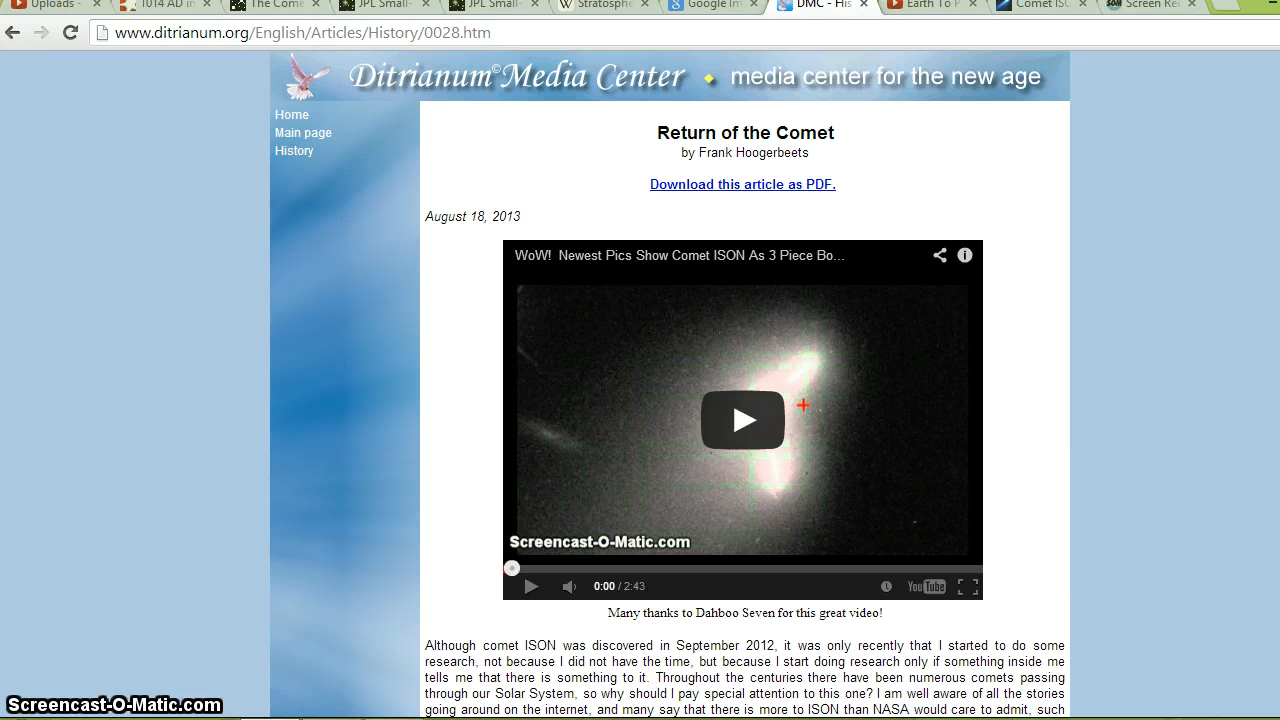 Uploads -
1014 AD i
The Come
JPL Small-
JPL Small-
Stratosphe
Google Im
DMC - His
Earth To P
Comet ISC
Screen Rec
www.ditrianum.org/English/Articles/History/0028.htm
Ditrianum© Media Center media center for the new age
Home
Main page
History
Return of the Comet
by Frank Hoogerbeets
Download this article as PDF.
August 18, 2013
WoW! Newest Pics Show Comet ISON As 3 Piece Bo...
Screencast-O-Matic.com
0:00 / 2:43
YouTube
Many thanks to Dahboo Seven for this great video!
Although comet ISON was discovered in September 2012, it was only recently that I started to do some
research, not because I did not have the time, but because I start doing research only if something inside me
tells me that there is something to it. Throughout the centuries there have been numerous comets passing
through our Solar System, so why should I pay special attention to this one? I am well aware of all the stories
going around on the internet, and many say that there is more to ISON than NASA would care to admit, such
Screencast-O-Matic.com